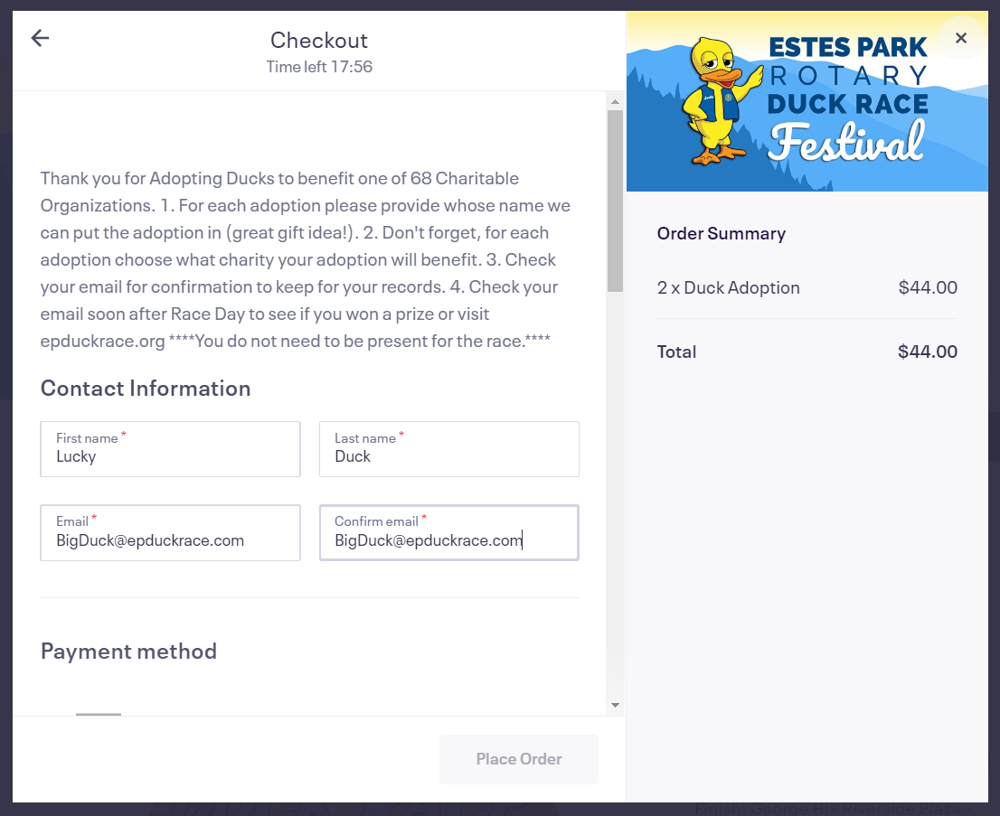 Checkout
Time left 17:56
Thank you for Adopting Ducks to benefit one of 68 Charitable
Organizations. 1. For each adoption please provide whose name we
can put the adoption in (great gift idea!). 2. Don't forget, for each
adoption choose what charity your adoption will benefit. 3. Check
your email for confirmation to keep for your records. 4. Check your
email soon after Race Day to see if you won a prize or visit
epduckrace.org ****You do not need to be present for the race.****
Contact Information
First name *
Lucky
Last name *
Duck
Email *
BigDuck@epduckrace.com
Confirm email *
BigDuck@epduckrace.com
Payment method
Place Order
ESTES PARK
ROTARY
DUCK RACE
Festival
Order Summary
2 x Duck Adoption $44.00
Total $44.00
Finish: George Hix Riverside Plaza -